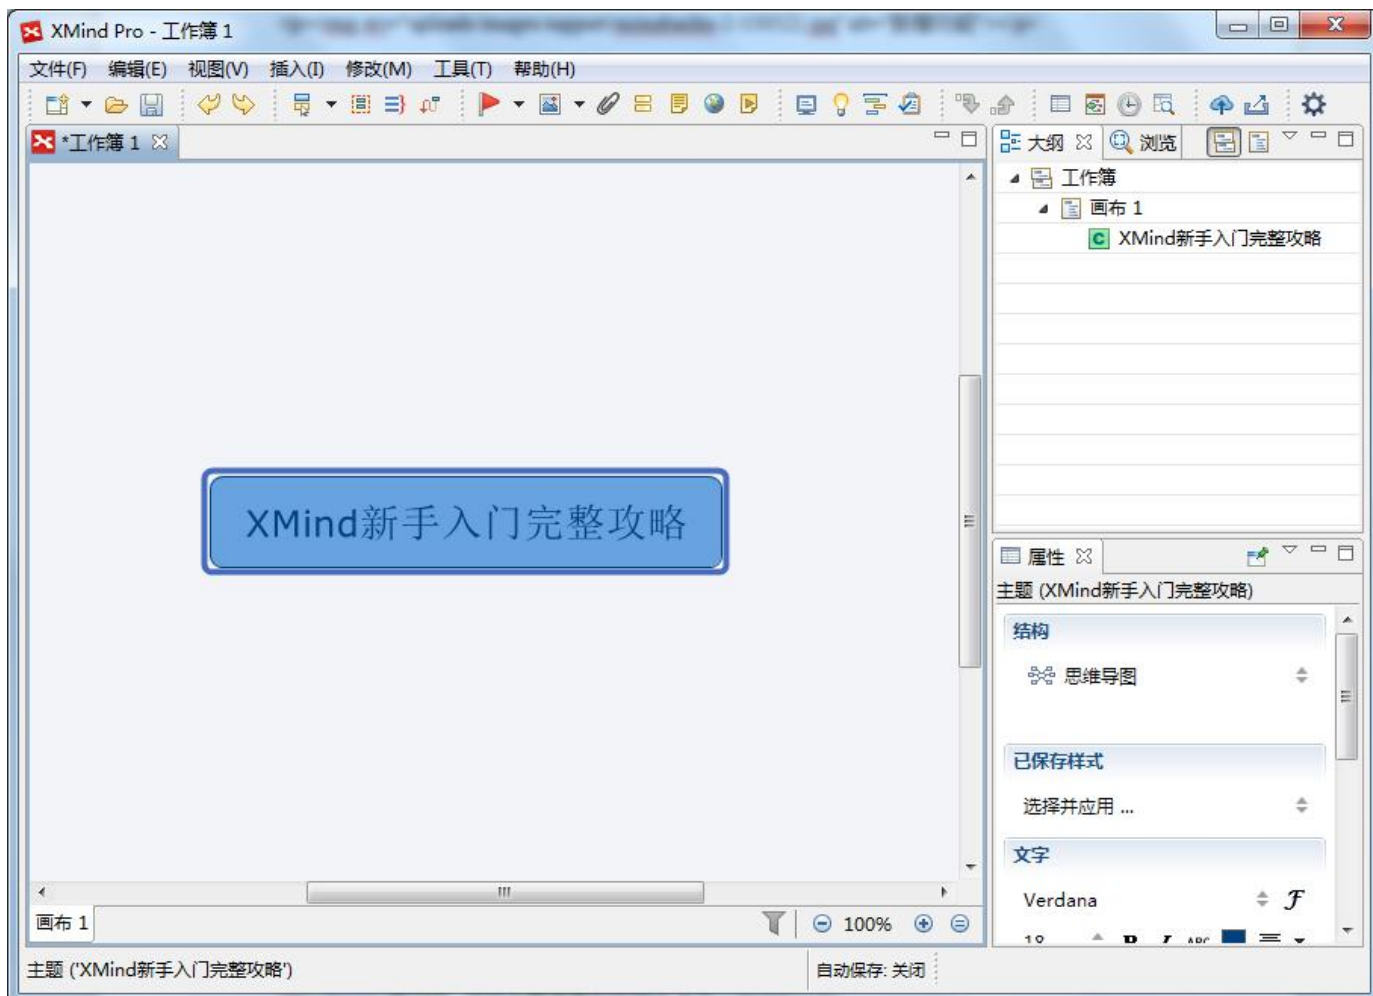 XMind Pro - 工作簿 1
文件(F) 编辑(E) 视图(V) 插入(I) 修改(M) 工具(T) 帮助(H)
*工作簿 1
大纲 浏览
工作簿
画布 1
C XMind新手入门完整攻略
XMind新手入门完整攻略
属性
主题 (XMind新手入门完整攻略)
结构
思维导图
已保存样式
选择并应用 ...
文字
Verdana
B I ABC
画布 1
100%
主题 ('XMind新手入门完整攻略')
自动保存: 关闭